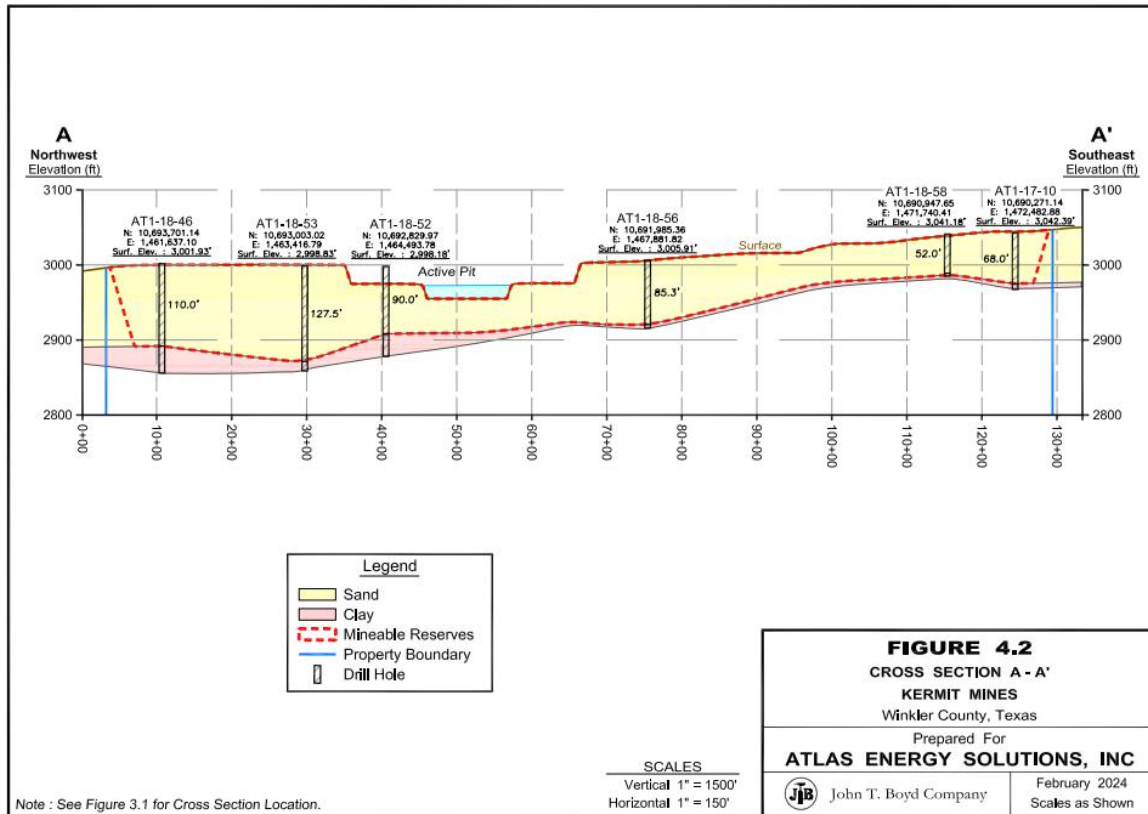 A
Northwest
Elevation (ft)
A'
Southeast
Elevation (ft)
3100
3000
2900
2800
3100
3000
2900
2800
AT1-18-46
N: 10,693,701.14
E: 1,461,637.10
Surf. Elev. : 3,001.93'
110.0'
AT1-18-53
N: 10,693,003.02
E: 1,463,416.79
Surf. Elev. : 2,998.83'
127.5'
AT1-18-52
N: 10,692,829.97
E: 1,464,493.78
Surf. Elev. : 2,998.18'
90.0'
Active Pit
AT1-18-56
N: 10,691,985.36
E: 1,467,881.82
Surf. Elev. : 3,005.91'
85.3'
Surface
AT1-18-58
N: 10,690,947.65
E: 1,471,740.41
Surf. Elev. : 3,041.18'
52.0'
AT1-17-10
N: 10,690,271.14
E: 1,472,482.88
Surf. Elev. : 3,042.39'
68.0'
0+00
10+00
20+00
30+00
40+00
50+00
60+00
70+00
80+00
90+00
100+00
110+00
120+00
130+00
Legend
Sand
Clay
Mineable Reserves
Property Boundary
Drill Hole
SCALES
Vertical 1" = 1500'
Horizontal 1" = 150'
Note : See Figure 3.1 for Cross Section Location.
FIGURE 4.2
CROSS SECTION A - A'
KERMIT MINES
Winkler County, Texas
Prepared For
ATLAS ENERGY SOLUTIONS, INC
JTB
John T. Boyd Company
February 2024
Scales as Shown